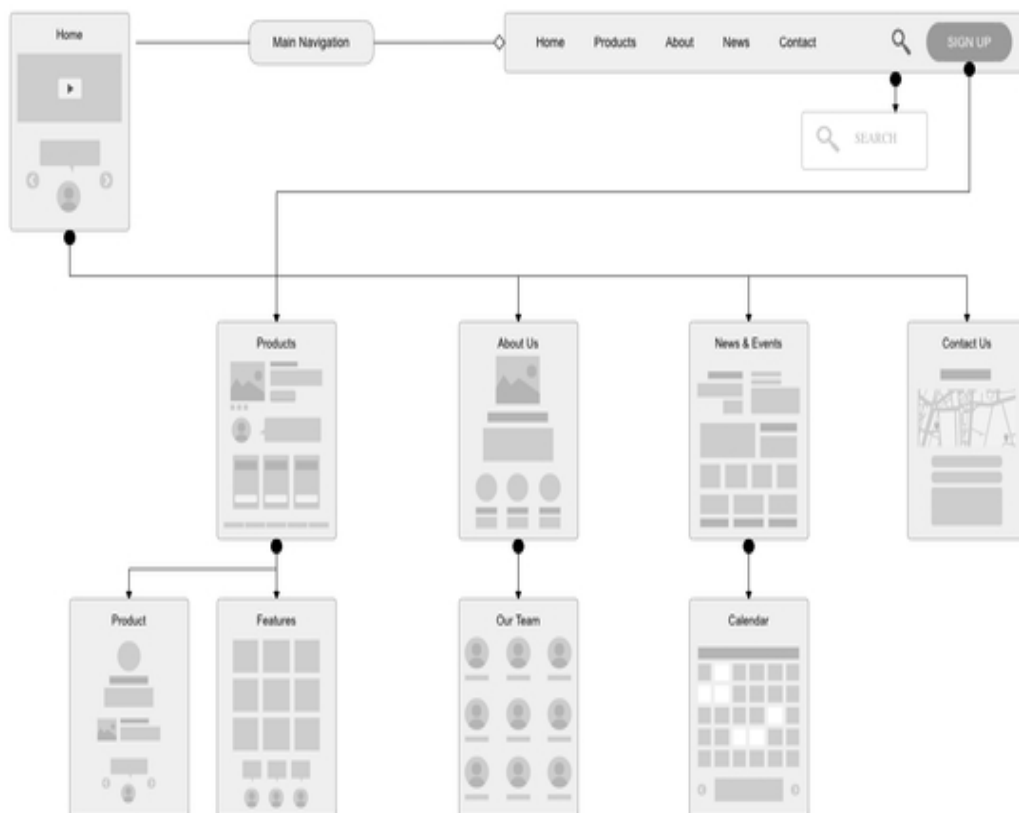 Home
Main Navigation
Home Products About News Contact SIGN UP
SEARCH
Products
About Us
News & Events
Contact Us
Product
Features
Our Team
Calendar